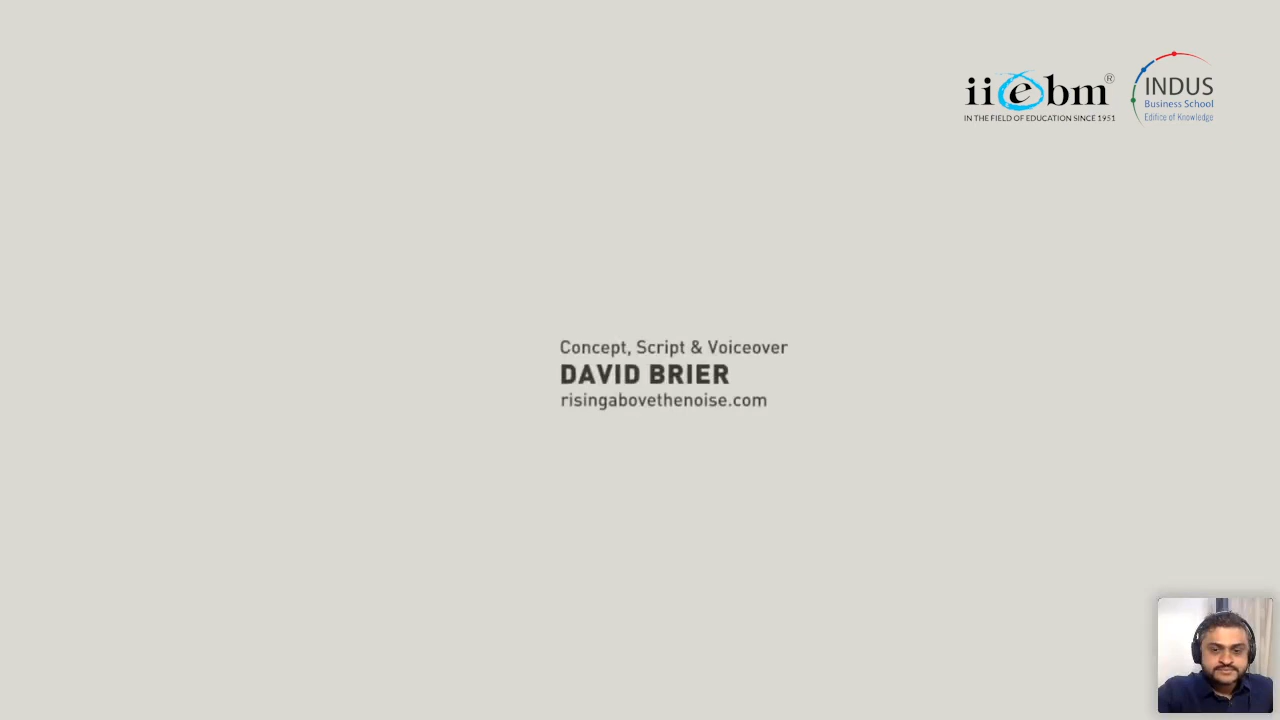 iiebm®
IN THE FIELD OF EDUCATION SINCE 1951
INDUS
Business School
Edifice of Knowledge
Concept, Script & Voiceover
DAVID BRIER
risingabovethenoise.com